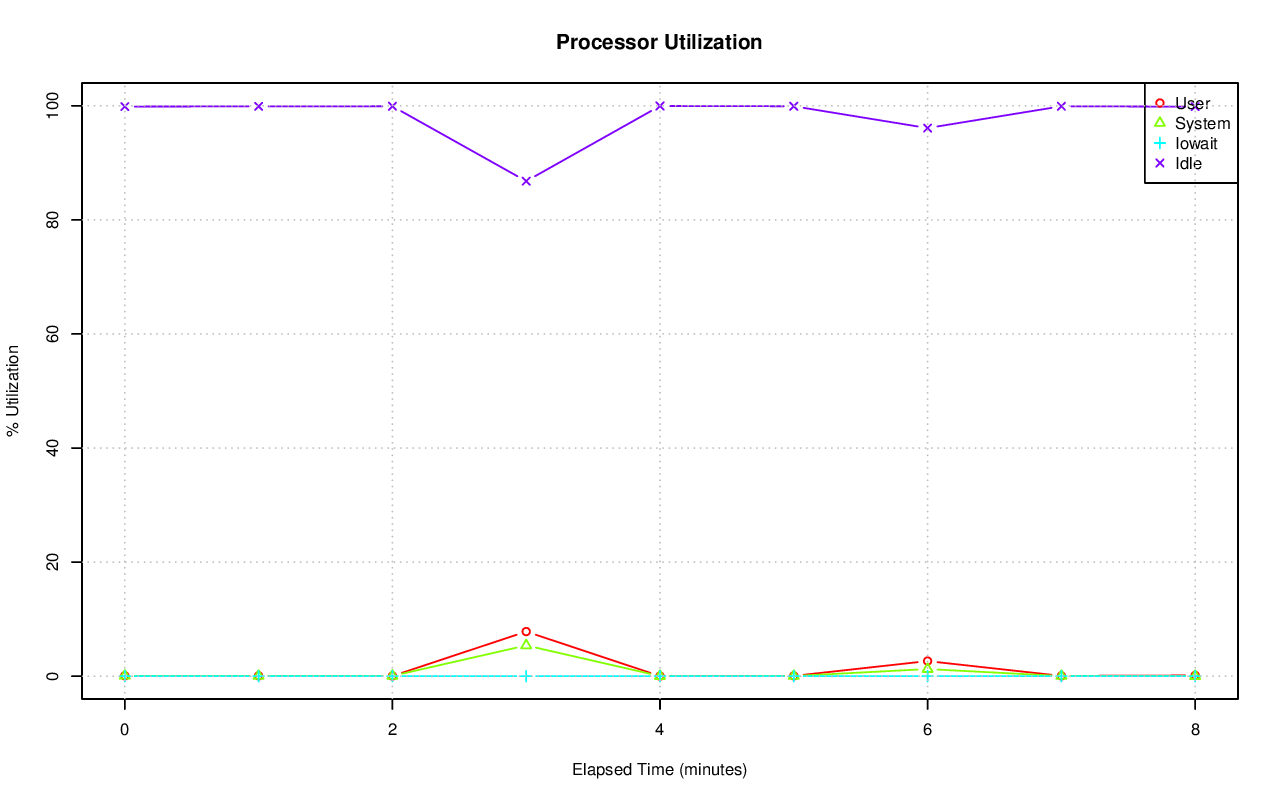 Processor Utilization
100
80
60
40
20
0
% Utilization
User
System
Iowait
Idle
0 2 4 6 8
Elapsed Time (minutes)